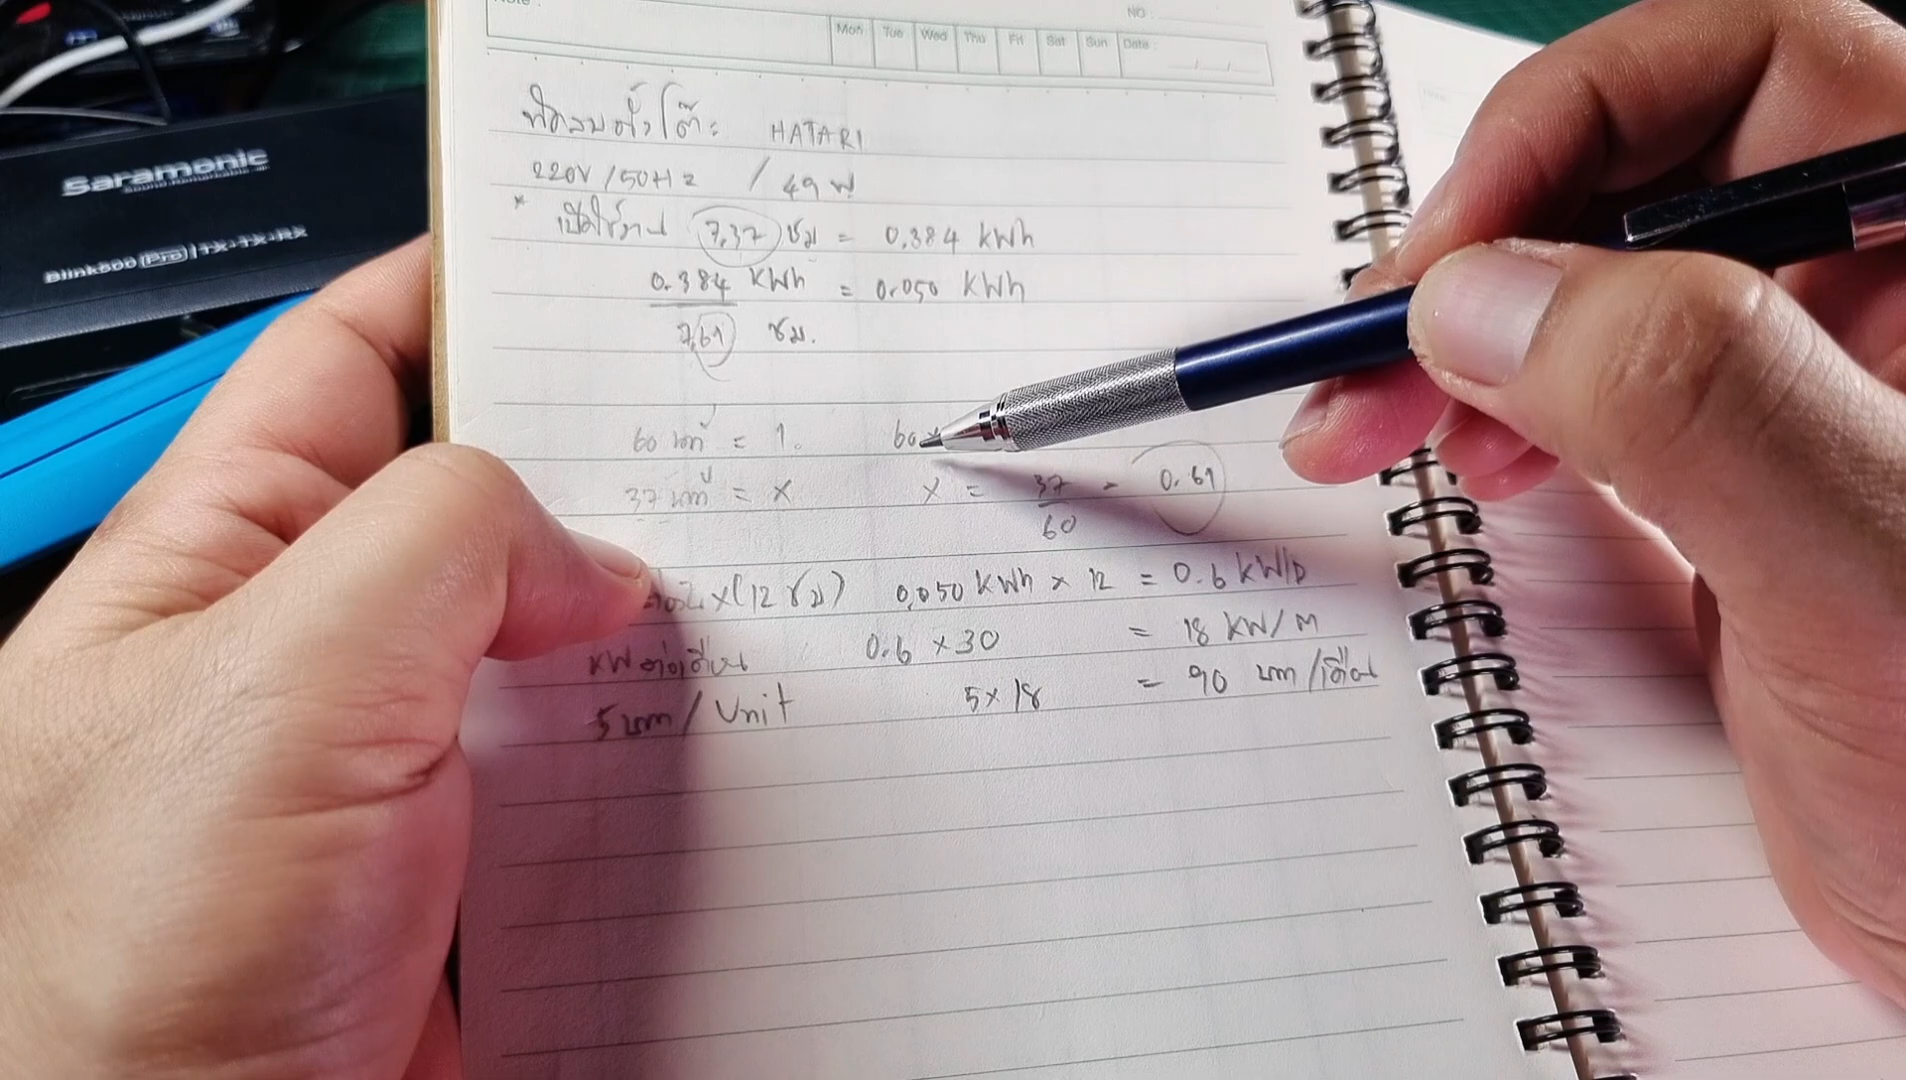 Note :
NO :
Mon Tue Wed Thu Fri Sat Sun Date : / /
Saramonic
Blink500 Pro TX+TX+RX
พัดลมตั้งโต๊ะ HATARI
220V / 50Hz / 49 W
* เปิดใช้งาน 7.37 ชม = 0.384 kWh
0.384 kWh = 0.050 kWh
7.61 ชม.
60 นาที = 1. 60x
37 นาที = x x = 37 = 0.61
60
x(12 ชม) 0.050 kWh x 12 = 0.6 kW/D
kW ต่อเดือน 0.6 x 30 = 18 kW/M
5 บาท / Unit 5 x 18 = 90 บาท /เดือน